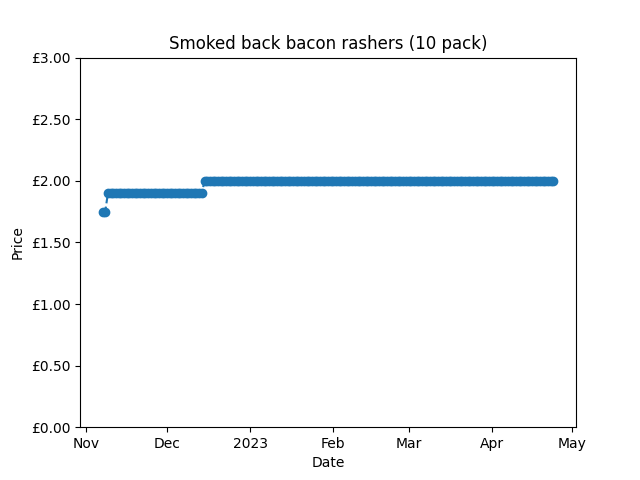 Smoked back bacon rashers (10 pack)
£3.00
£2.50
£2.00
£1.50
£1.00
£0.50
£0.00
Price
Nov Dec 2023 Feb Mar Apr May
Date